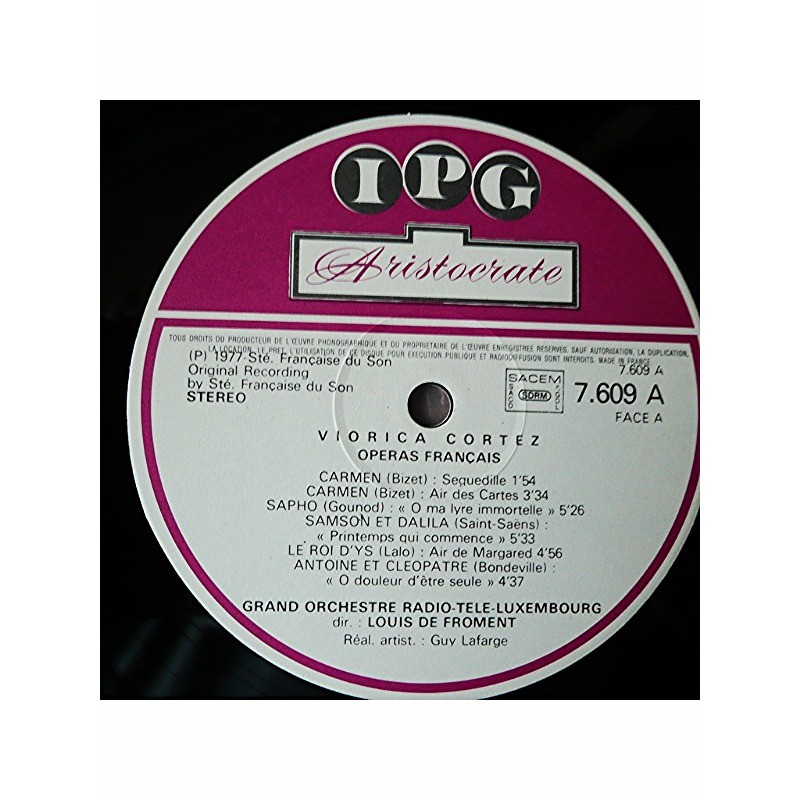 IPG
Aristocrate
TOUS DROITS DU PRODUCTEUR DE L'ŒUVRE PHONOGRAPHIQUE ET DU PROPRIETAIRE DE L'ŒUVRE ENREGISTREE RESERVES. SAUF AUTORISATION, LA DUPLICATION,
LA LOCATION, LE PRET, L'UTILISATION DE CE DISQUE POUR EXECUTION PUBLIQUE ET RADIODIFFUSION SONT INTERDITS. MADE IN FRANCE
(P) 1977 Sté. Française du Son
Original Recording
by Sté. Française du Son
STEREO
7.609 A
SACEM
SACD
SDRM
SGDL
7.609 A
FACE A
VIORICA CORTEZ
OPERAS FRANÇAIS
CARMEN (Bizet) : Seguedille 1'54
CARMEN (Bizet) : Air des Cartes 3'34
SAPHO (Gounod) : « O ma lyre immortelle » 5'26
SAMSON ET DALILA (Saint-Saëns) :
« Printemps qui commence » 5'33
LE ROI D'YS (Lalo) : Air de Margared 4'56
ANTOINE ET CLEOPATRE (Bondeville) :
« O douleur d'être seule » 4'37
GRAND ORCHESTRE RADIO-TELE-LUXEMBOURG
dir. : LOUIS DE FROMENT
Réal. artist. : Guy Lafarge